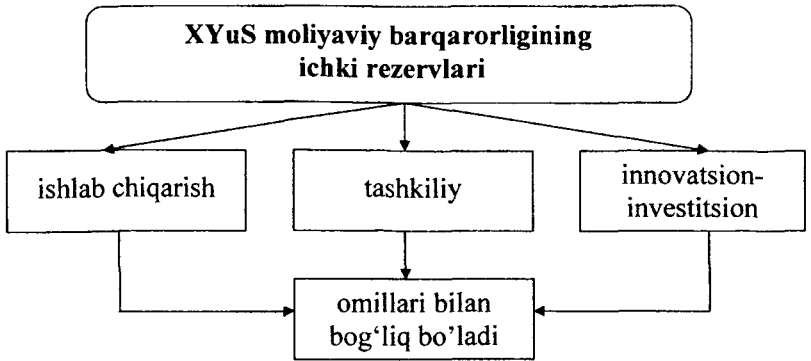 XYuS moliyaviy barqarorligining
ichki rezervlari
ishlab chiqarish
tashkiliy
innovatsion-
investitsion
omillari bilan
bog‘liq bo’ladi